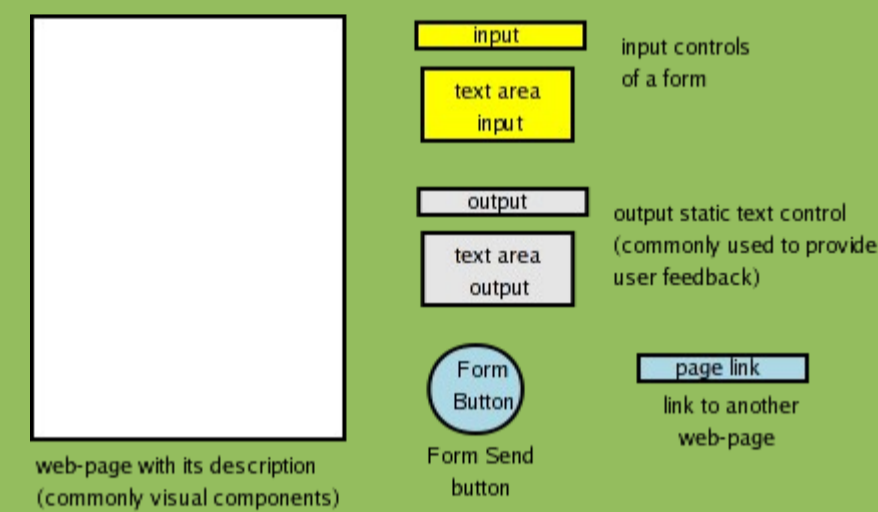 input
input controls
of a form
text area
input
output
output static text control
(commonly used to provide
user feedback)
text area
output
Form
Button
Form Send
button
page link
link to another
web-page
web-page with its description
(commonly visual components)